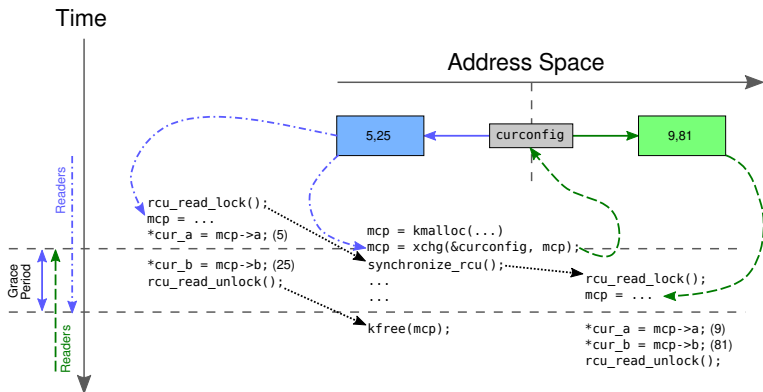 Time
Address Space
5,25
curconfig
9,81
Readers
rcu_read_lock();
mcp = ...
*cur_a = mcp->a; (5)
mcp = kmalloc(...)
mcp = xchg(&curconfig, mcp);
Grace
Period
*cur_b = mcp->b; (25)
rcu_read_unlock();
synchronize_rcu();
...
...
rcu_read_lock();
mcp = ...
kfree(mcp);
*cur_a = mcp->a; (9)
*cur_b = mcp->b; (81)
rcu_read_unlock();
Readers